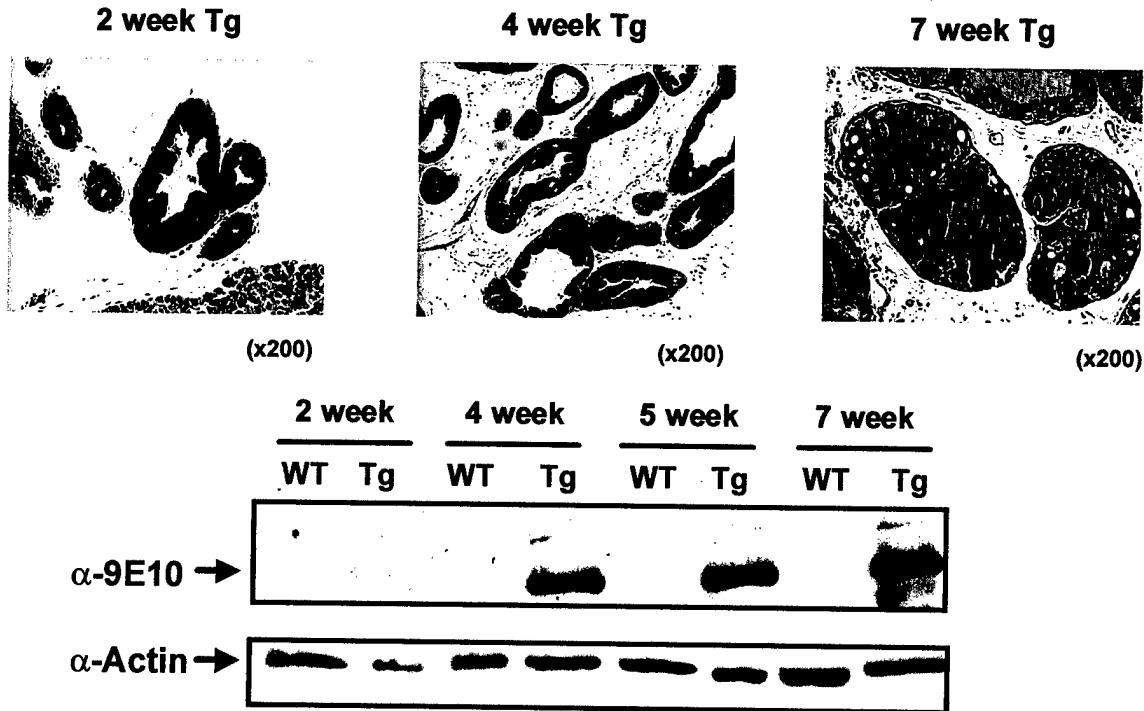 2 week Tg 4 week Tg 7 week Tg
(x200) (x200) (x200)
2 week 4 week 5 week 7 week
WT Tg WT Tg WT Tg WT Tg
α-9E10
α-Actin